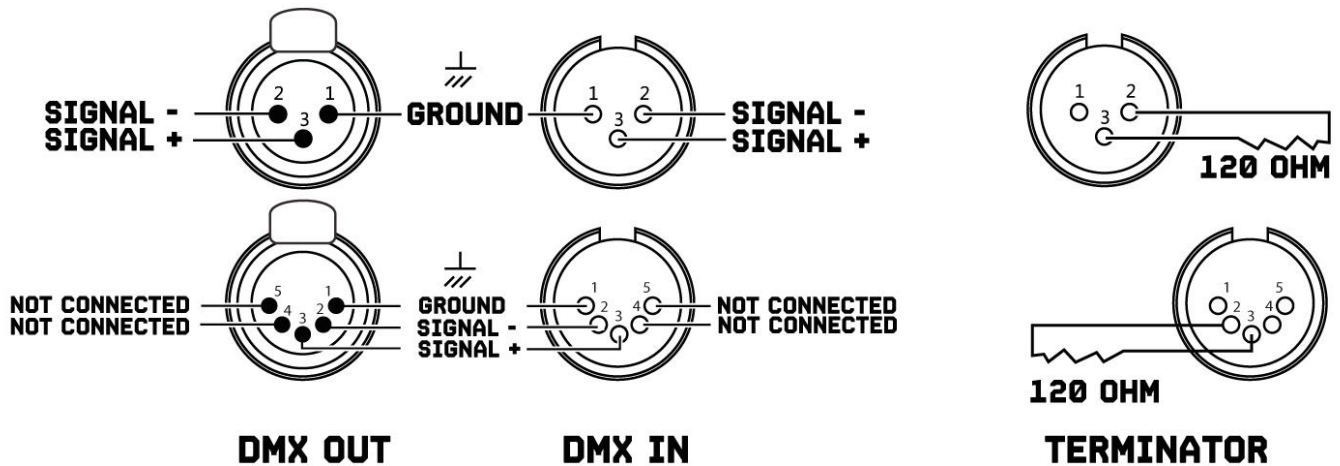 2 1 1 2 1 2
SIGNAL - 3 GROUND 3 SIGNAL - 3
SIGNAL + SIGNAL + 120 OHM
5 1 1 5 1 5
NOT CONNECTED 4 2 GROUND 2 4 NOT CONNECTED 2 4
NOT CONNECTED 3 SIGNAL - 3 NOT CONNECTED 3
SIGNAL +
120 OHM
DMX OUT DMX IN TERMINATOR